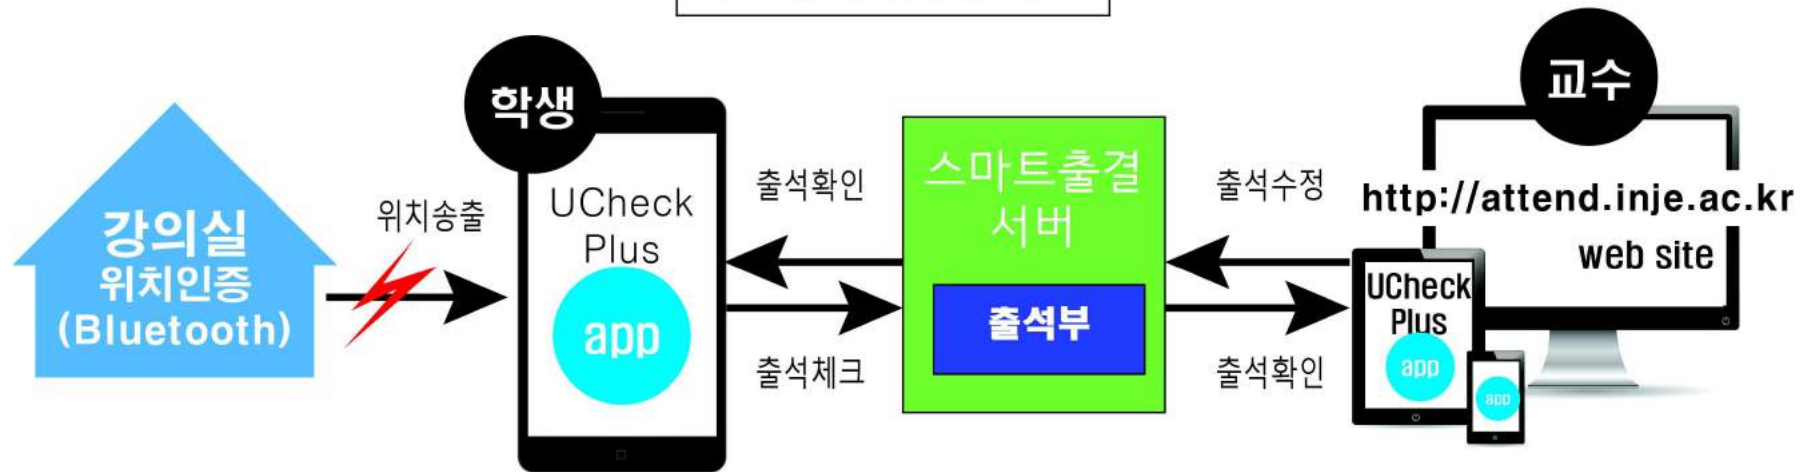 강의실
위치인증
(Bluetooth)
위치송출
학생
UCheck
Plus
app
출석확인
출석체크
스마트출결
서버
출석부
출석수정
출석확인
교수
http://attend.inje.ac.kr
web site
UCheck
Plus
app
app